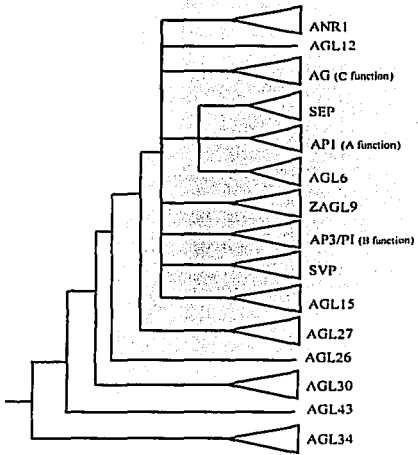 ANR1
AGL12
AG (C function)
SEP
AP1 (A function)
AGL6
ZAGL9
AP3/PI (B function)
SVP
AGL15
AGL27
AGL26
AGL30
AGL43
AGL34